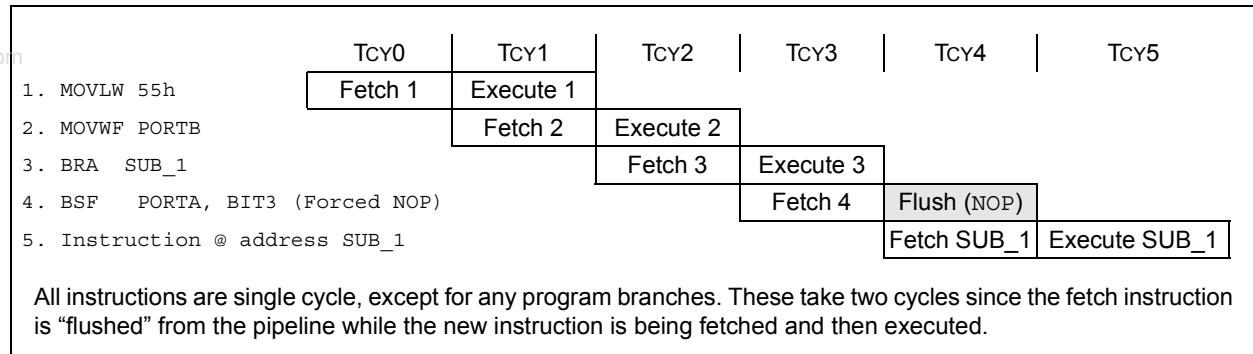 TCY0 TCY1 TCY2 TCY3 TCY4 TCY5
om
1. MOVLW 55h Fetch 1 Execute 1
2. MOVWF PORTB Fetch 2 Execute 2
3. BRA SUB_1 Fetch 3 Execute 3
4. BSF PORTA, BIT3 (Forced NOP) Fetch 4 Flush (NOP)
5. Instruction @ address SUB_1 Fetch SUB_1 Execute SUB_1
All instructions are single cycle, except for any program branches. These take two cycles since the fetch instruction
is “flushed” from the pipeline while the new instruction is being fetched and then executed.